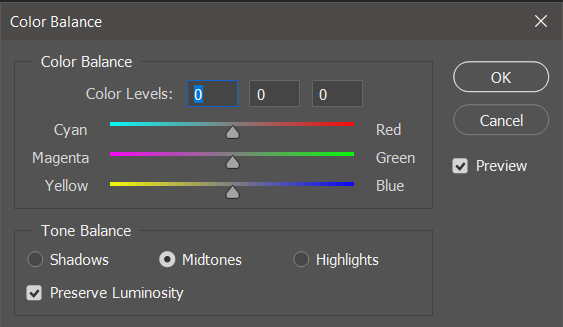 Color Balance
Color Balance
Color Levels: 0 0 0
OK
Cyan Red
Cancel
Magenta Green
Preview
Yellow Blue
Tone Balance
Shadows Midtones Highlights
Preserve Luminosity